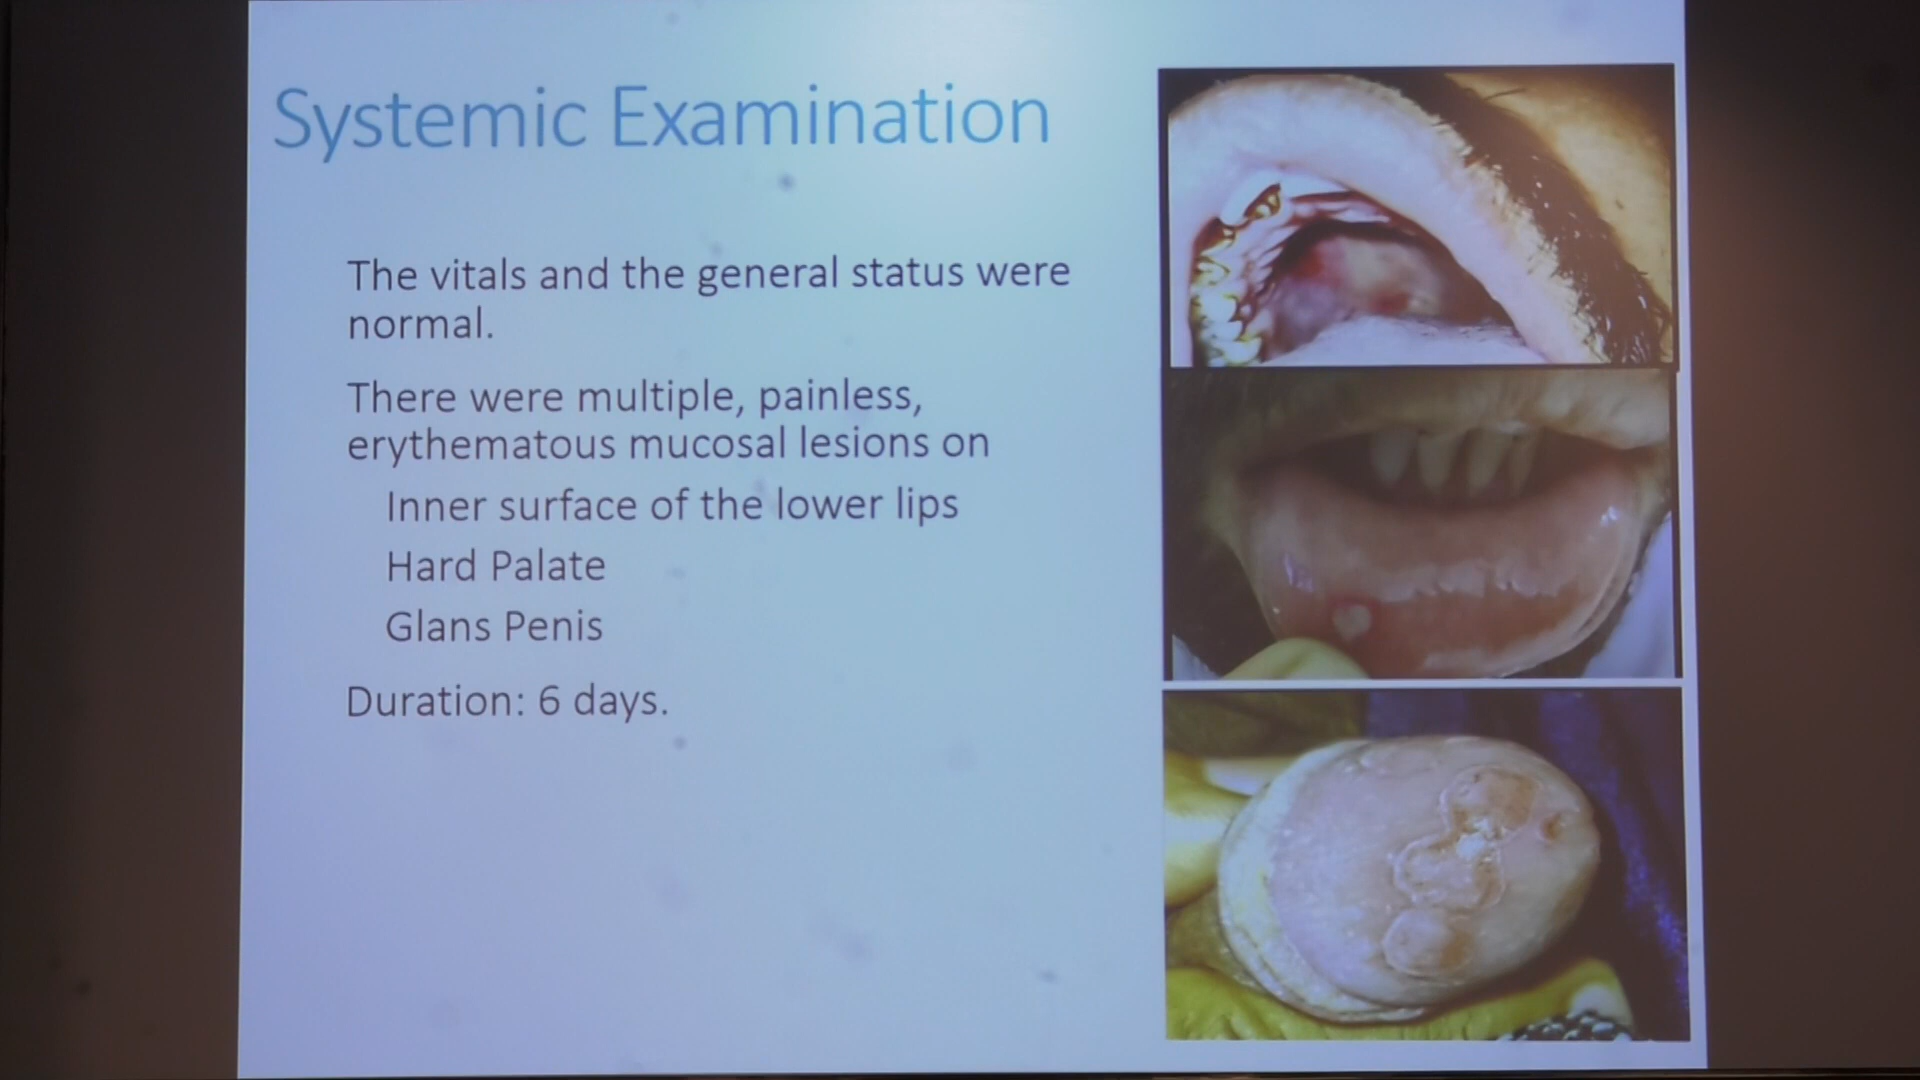 Systemic Examination
The vitals and the general status were
normal.
There were multiple, painless,
erythematous mucosal lesions on
Inner surface of the lower lips
Hard Palate
Glans Penis
Duration: 6 days.